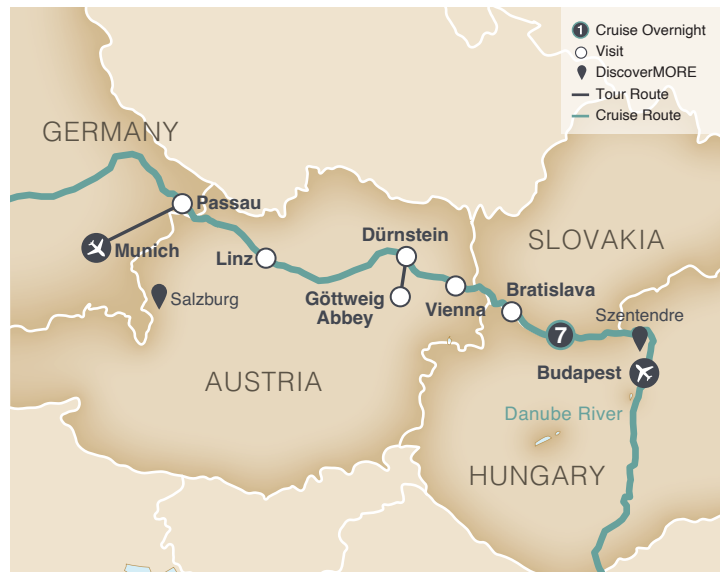 1 Cruise Overnight
Visit
DiscoverMORE
Tour Route
Cruise Route
GERMANY
Passau
Munich
Linz
Dürnstein
SLOVAKIA
Salzburg
Göttweig
Abbey
Vienna
Bratislava
Szentendre
7
AUSTRIA
Budapest
Danube River
HUNGARY